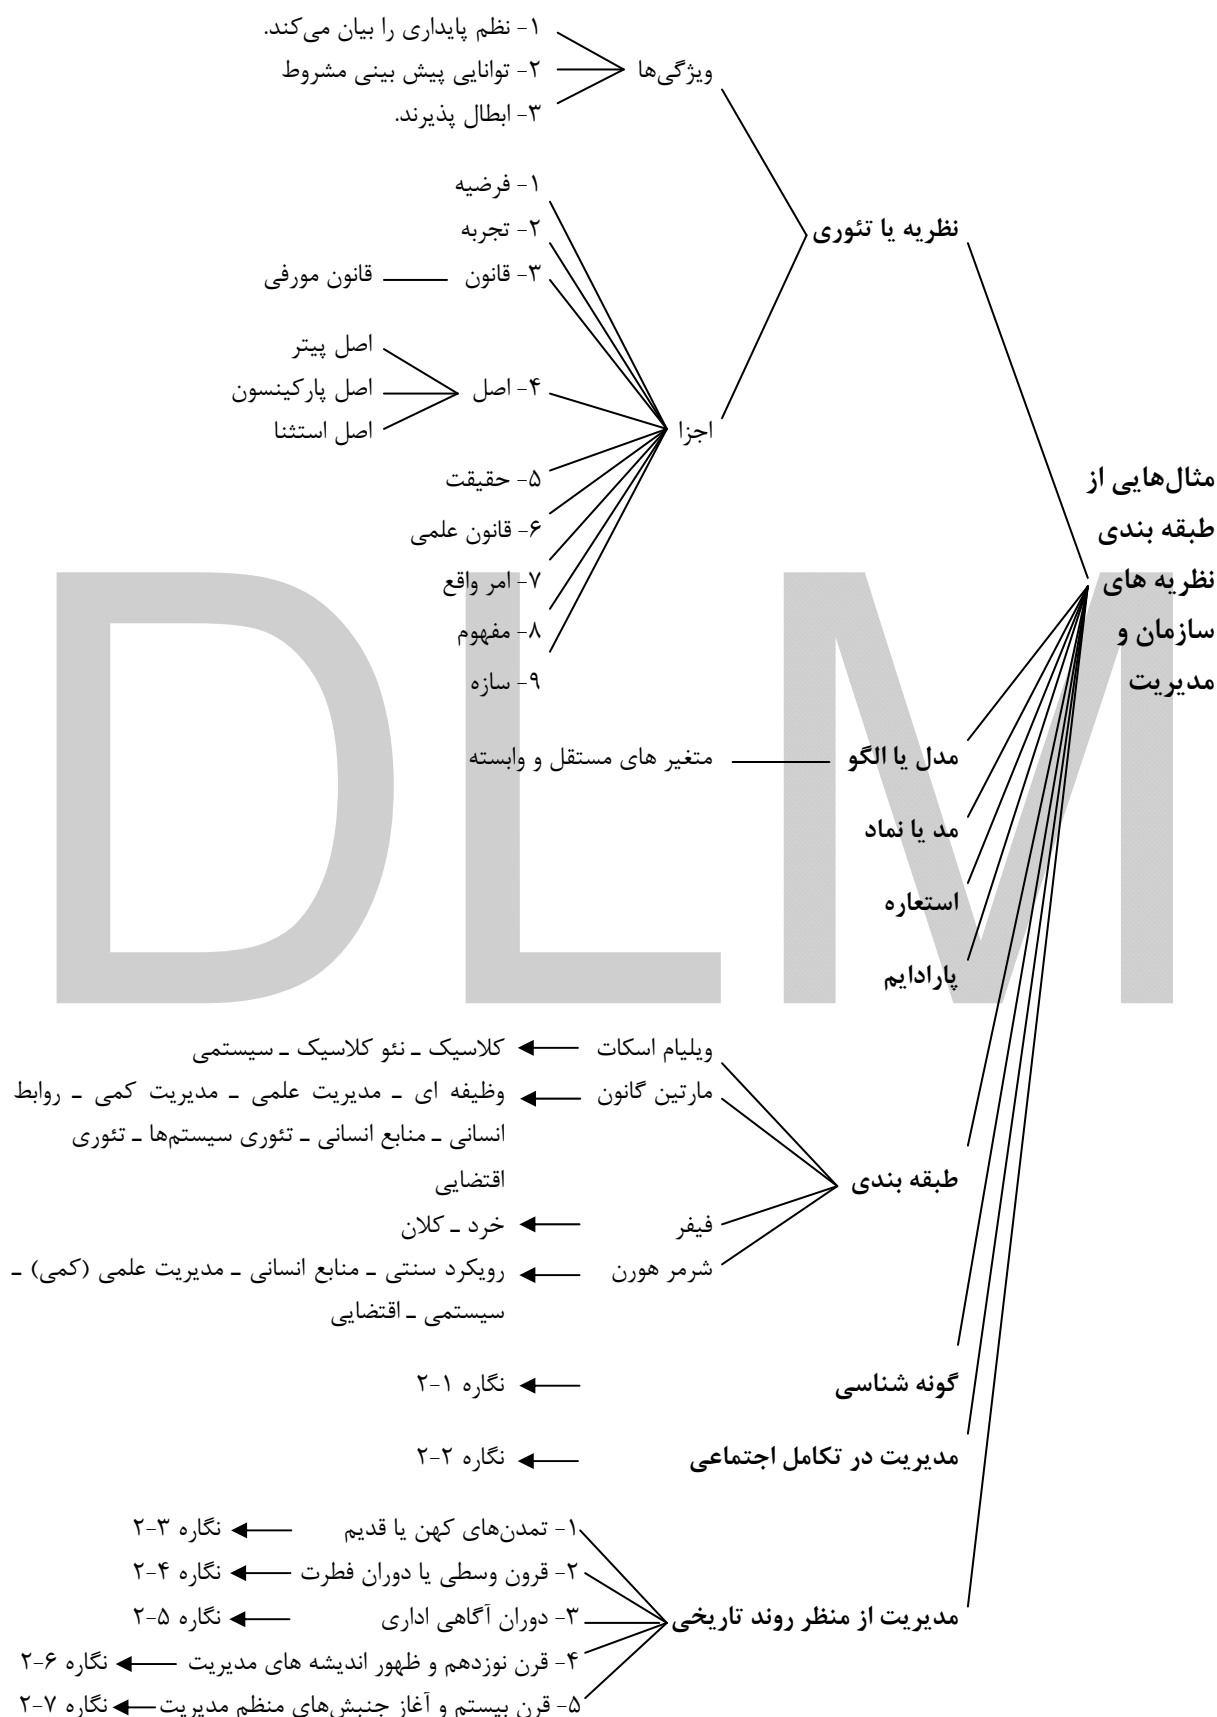 ۱- نظم پایداری را بیان می‌کند.
ویژگی‌ها
۲- توانایی پیش بینی مشروط
۳- ابطال پذیرند.
۱- فرضیه
نظریه یا تئوری
۲- تجربه
۳- قانون
قانون مورفی
اصل پیتر
۴- اصل
اصل پارکینسون
اصل استثنا
اجزا
۵- حقیقت
۶- قانون علمی
۷- امر واقع
۸- مفهوم
۹- سازه
مثال‌هایی از
طبقه بندی
نظریه های
سازمان و
مدیریت
مدل یا الگو
متغیر های مستقل و وابسته
مد یا نماد
استعاره
پارادایم
ویلیام اسکات
کلاسیک ـ نئو کلاسیک ـ سیستمی
مارتین گانون
وظیفه ای ـ مدیریت علمی ـ مدیریت کمی ـ روابط
انسانی ـ منابع انسانی ـ تئوری سیستم‌ها ـ تئوری
اقتضایی
طبقه بندی
فیفر
خرد ـ کلان
شرمر هورن
رویکرد سنتی ـ منابع انسانی ـ مدیریت علمی (کمی) ـ
سیستمی ـ اقتضایی
گونه شناسی
نگاره ۱-۲
مدیریت در تکامل اجتماعی
نگاره ۲-۲
مدیریت از منظر روند تاریخی
۱- تمدن‌های کهن یا قدیم
نگاره ۳-۲
۲- قرون وسطی یا دوران فطرت
نگاره ۴-۲
۳- دوران آگاهی اداری
نگاره ۵-۲
۴- قرن نوزدهم و ظهور اندیشه های مدیریت
نگاره ۶-۲
۵- قرن بیستم و آغاز جنبش‌های منظم مدیریت
نگاره ۷-۲
DLM